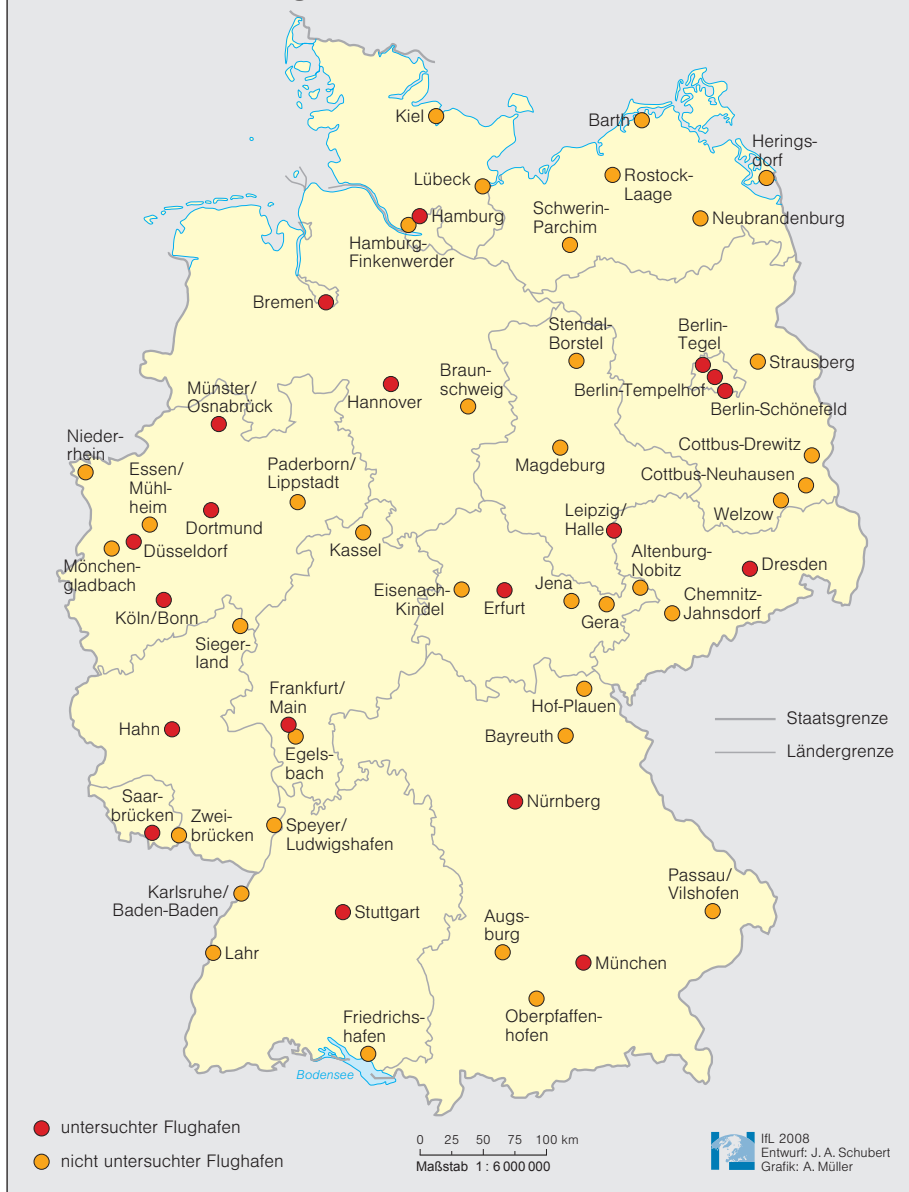 Kiel
Barth
Herings-
dorf
Lübeck
Rostock-
Laage
Hamburg
Schwerin-
Parchim
Neubrandenburg
Hamburg-
Finkenwerder
Bremen
Stendal-
Borstel
Berlin-
Tegel
Strausberg
Münster/
Osnabrück
Hannover
Braun-
schweig
Berlin-Tempelhof
Berlin-Schönefeld
Nieder-
rhein
Essen/
Mühl-
heim
Paderborn/
Lippstadt
Magdeburg
Cottbus-Drewitz
Cottbus-Neuhausen
Welzow
Dortmund
Düsseldorf
Mönchen-
gladbach
Kassel
Leipzig/
Halle
Altenburg-
Nobitz
Dresden
Köln/Bonn
Eisenach-
Kindel
Erfurt
Jena
Gera
Chemnitz-
Jahnsdorf
Sieger-
land
Frankfurt/
Main
Hof-Plauen
Hahn
Egels-
bach
Bayreuth
Staatsgrenze
Ländergrenze
Saar-
brücken
Zwei-
brücken
Speyer/
Ludwigshafen
Nürnberg
Karlsruhe/
Baden-Baden
Stuttgart
Passau/
Vilshofen
Lahr
Augs-
burg
München
Friedrichs-
hafen
Oberpfaffen-
hofen
Bodensee
untersuchter Flughafen
nicht untersuchter Flughafen
0 25 50 75 100 km
Maßstab 1 : 6 000 000
IfL 2008
Entwurf: J. A. Schubert
Grafik: A. Müller